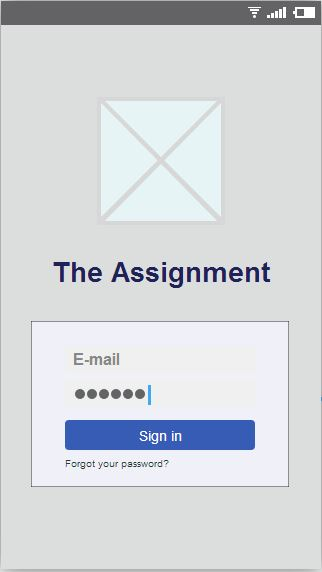 The Assignment
E-mail
●●●●●●
Sign in
Forgot your password?